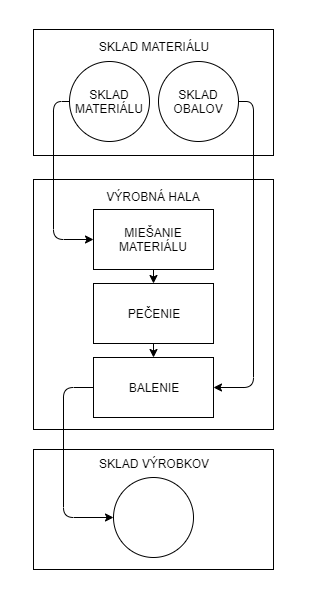 SKLAD MATERIÁLU
SKLAD
MATERIÁLU
SKLAD
OBALOV
VÝROBNÁ HALA
MIEŠANIE
MATERIÁLU
PEČENIE
BALENIE
SKLAD VÝROBKOV